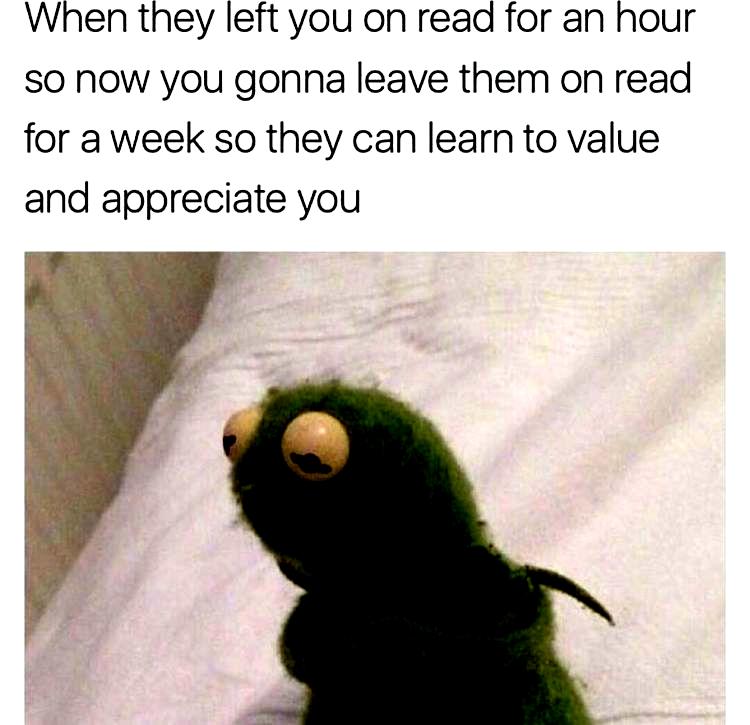 When they left you on read for an hour
so now you gonna leave them on read
for a week so they can learn to value
and appreciate you